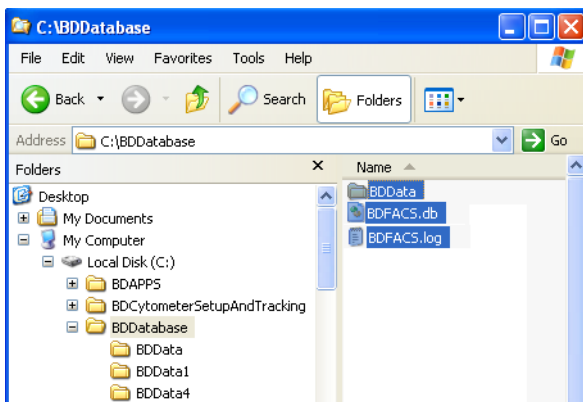 C:\BDDatabase
File Edit View Favorites Tools Help
Back Search Folders
Address C:\BDDatabase Go
Folders Name
Desktop
My Documents
My Computer
Local Disk (C:)
BDAPPS
BDCytometerSetupAndTracking
BDDatabase
BDData
BDData1
BDData4
BDData
BDFACS.db
BDFACS.log